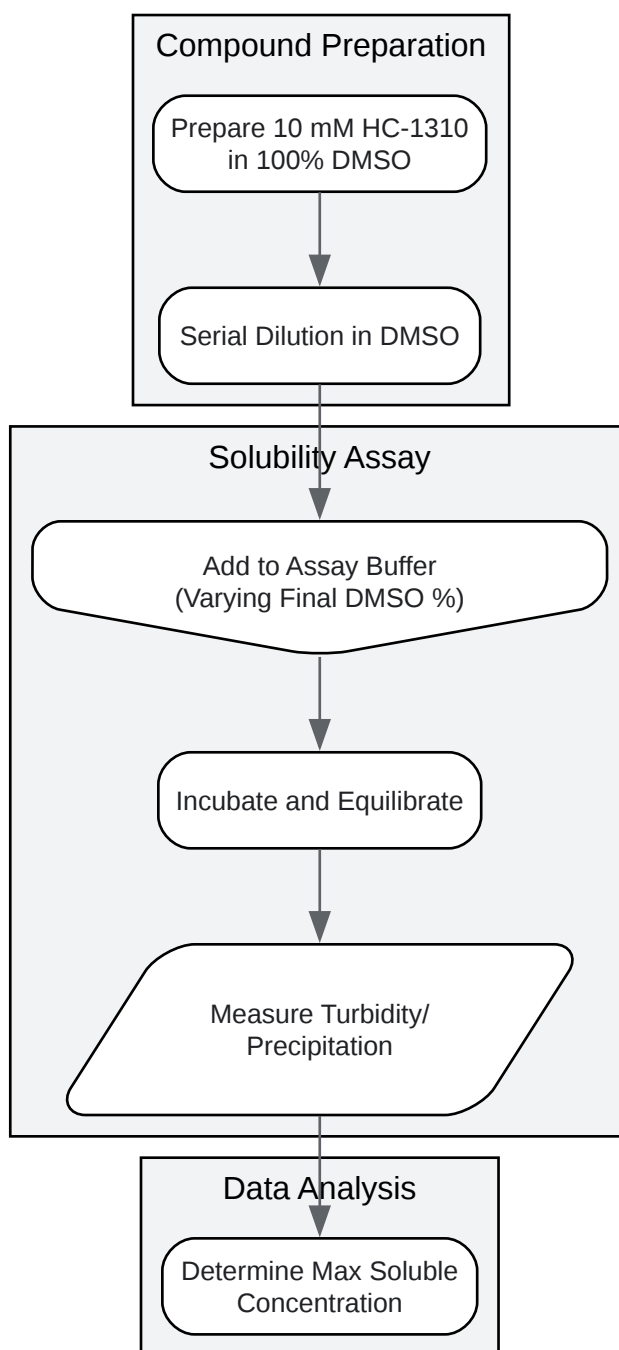 Compound Preparation
Prepare 10 mM HC-1310
in 100% DMSO
Serial Dilution in DMSO
Solubility Assay
Add to Assay Buffer
(Varying Final DMSO %)
Incubate and Equilibrate
Measure Turbidity/
Precipitation
Data Analysis
Determine Max Soluble
Concentration